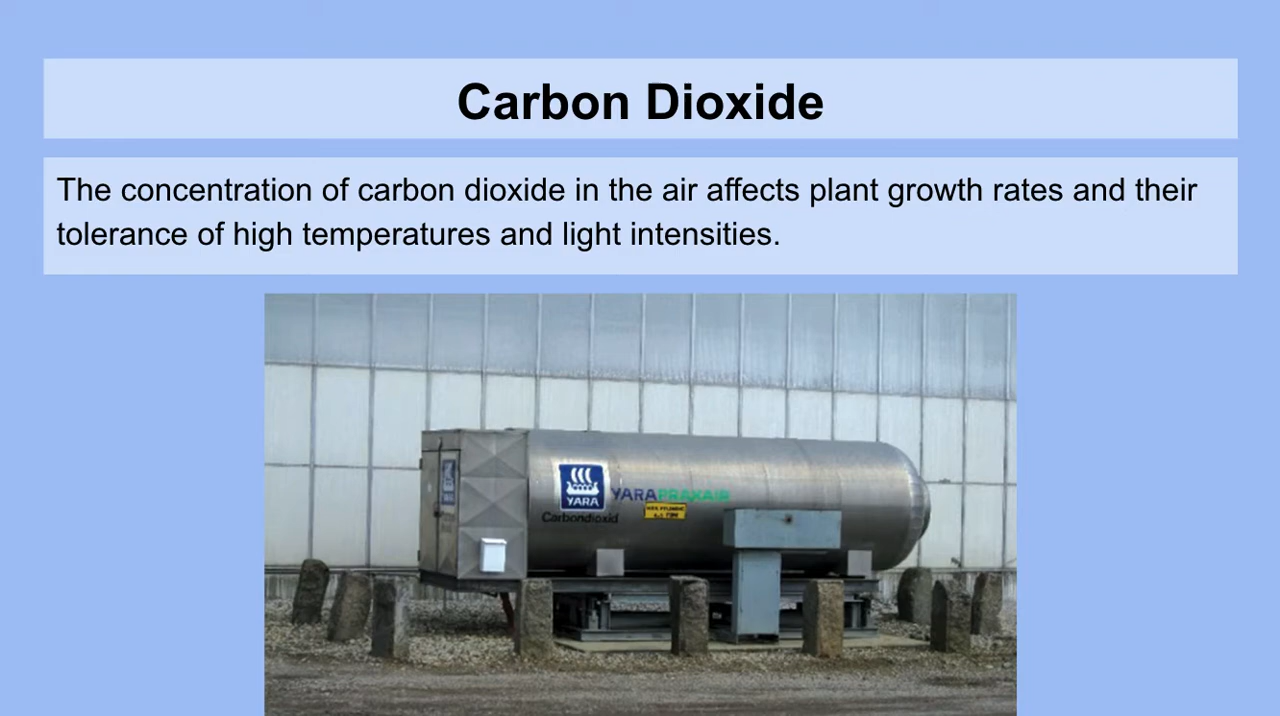 Carbon Dioxide
The concentration of carbon dioxide in the air affects plant growth rates and their
tolerance of high temperatures and light intensities.
YARA
YARAPRAXAIR
Carbondioxid